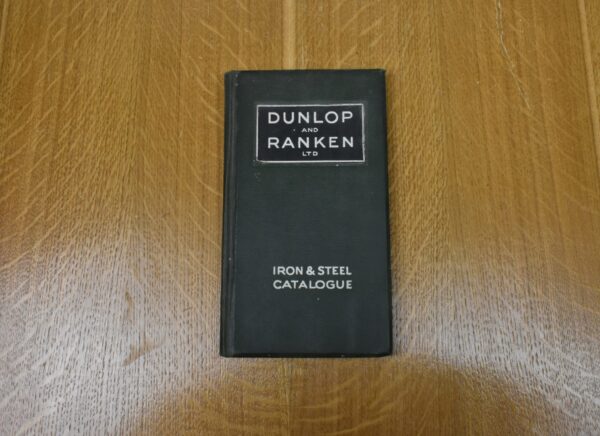 DUNLOP
AND
RANKEN
LTD
IRON & STEEL
CATALOGUE